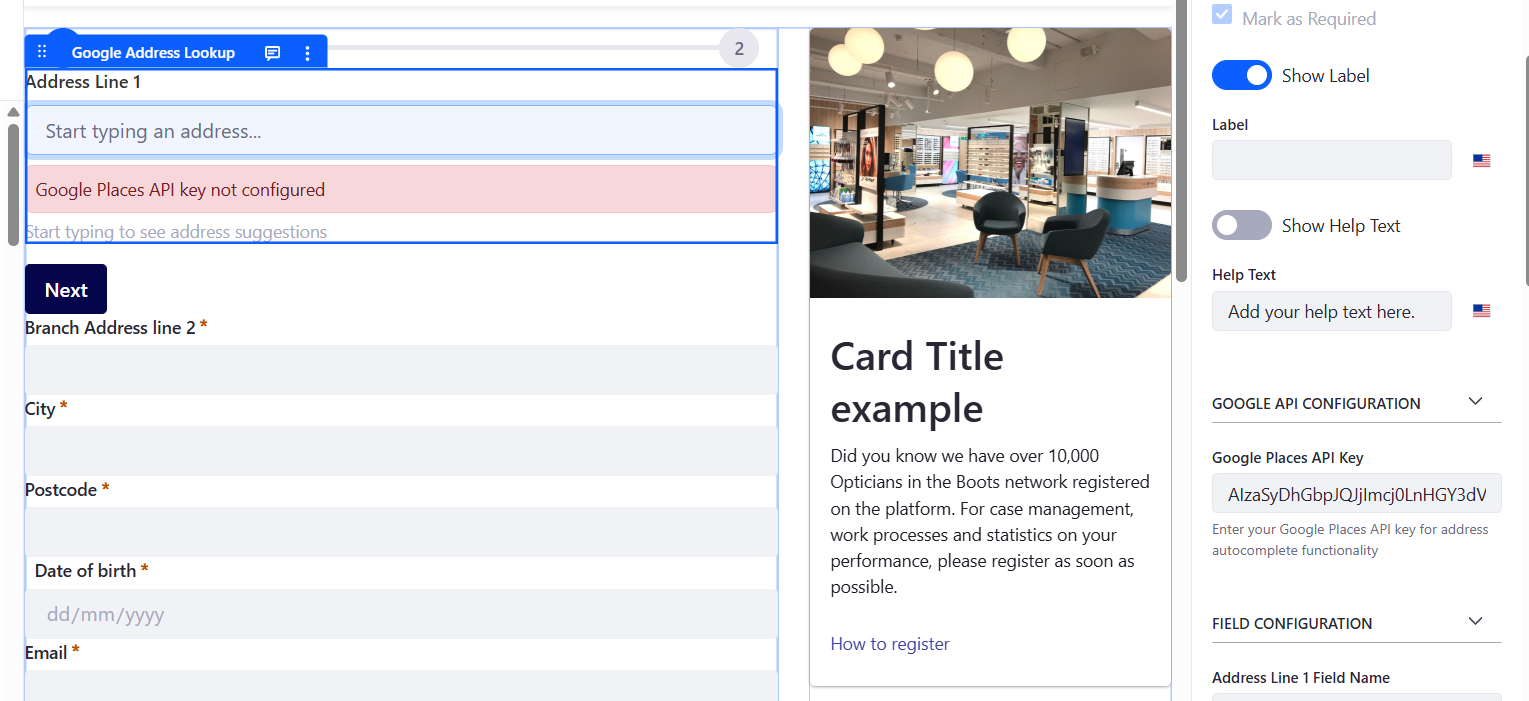 Google Address Lookup
2
Address Line 1
Start typing an address...
Google Places API key not configured
Start typing to see address suggestions
Next
Branch Address line 2 *
City *
Postcode *
Date of birth *
dd/mm/yyyy
Email *
Card Title
example
Did you know we have over 10,000
Opticians in the Boots network registered
on the platform. For case management,
work processes and statistics on your
performance, please register as soon as
possible.
How to register
Mark as Required
Show Label
Label
Show Help Text
Help Text
Add your help text here.
GOOGLE API CONFIGURATION
Google Places API Key
Enter your Google Places API key for address
autocomplete functionality
FIELD CONFIGURATION
Address Line 1 Field Name